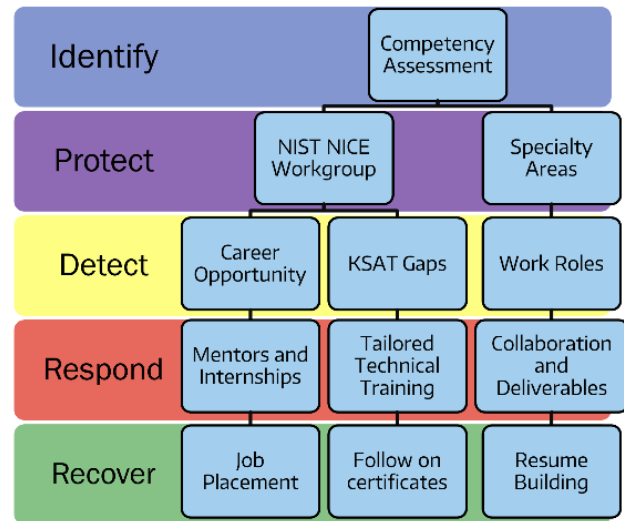 Identify
Competency
Assessment
Protect
NIST NICE
Workgroup
Specialty
Areas
Detect
Career
Opportunity
KSAT Gaps
Work Roles
Respond
Mentors and
Internships
Tailored
Technical
Training
Collaboration
and
Deliverables
Recover
Job
Placement
Follow on
certificates
Resume
Building